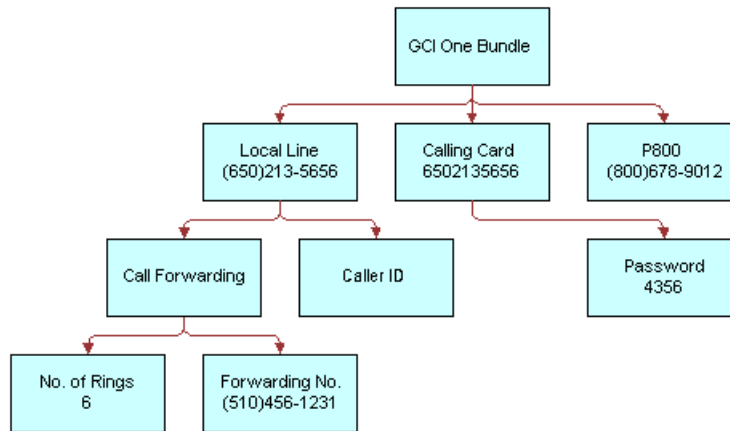 GCI One Bundle
Local Line
(650)213-5656
Calling Card
6502135656
P800
(800)678-9012
Call Forwarding
Caller ID
Password
4356
No. of Rings
6
Forwarding No.
(510)456-1231